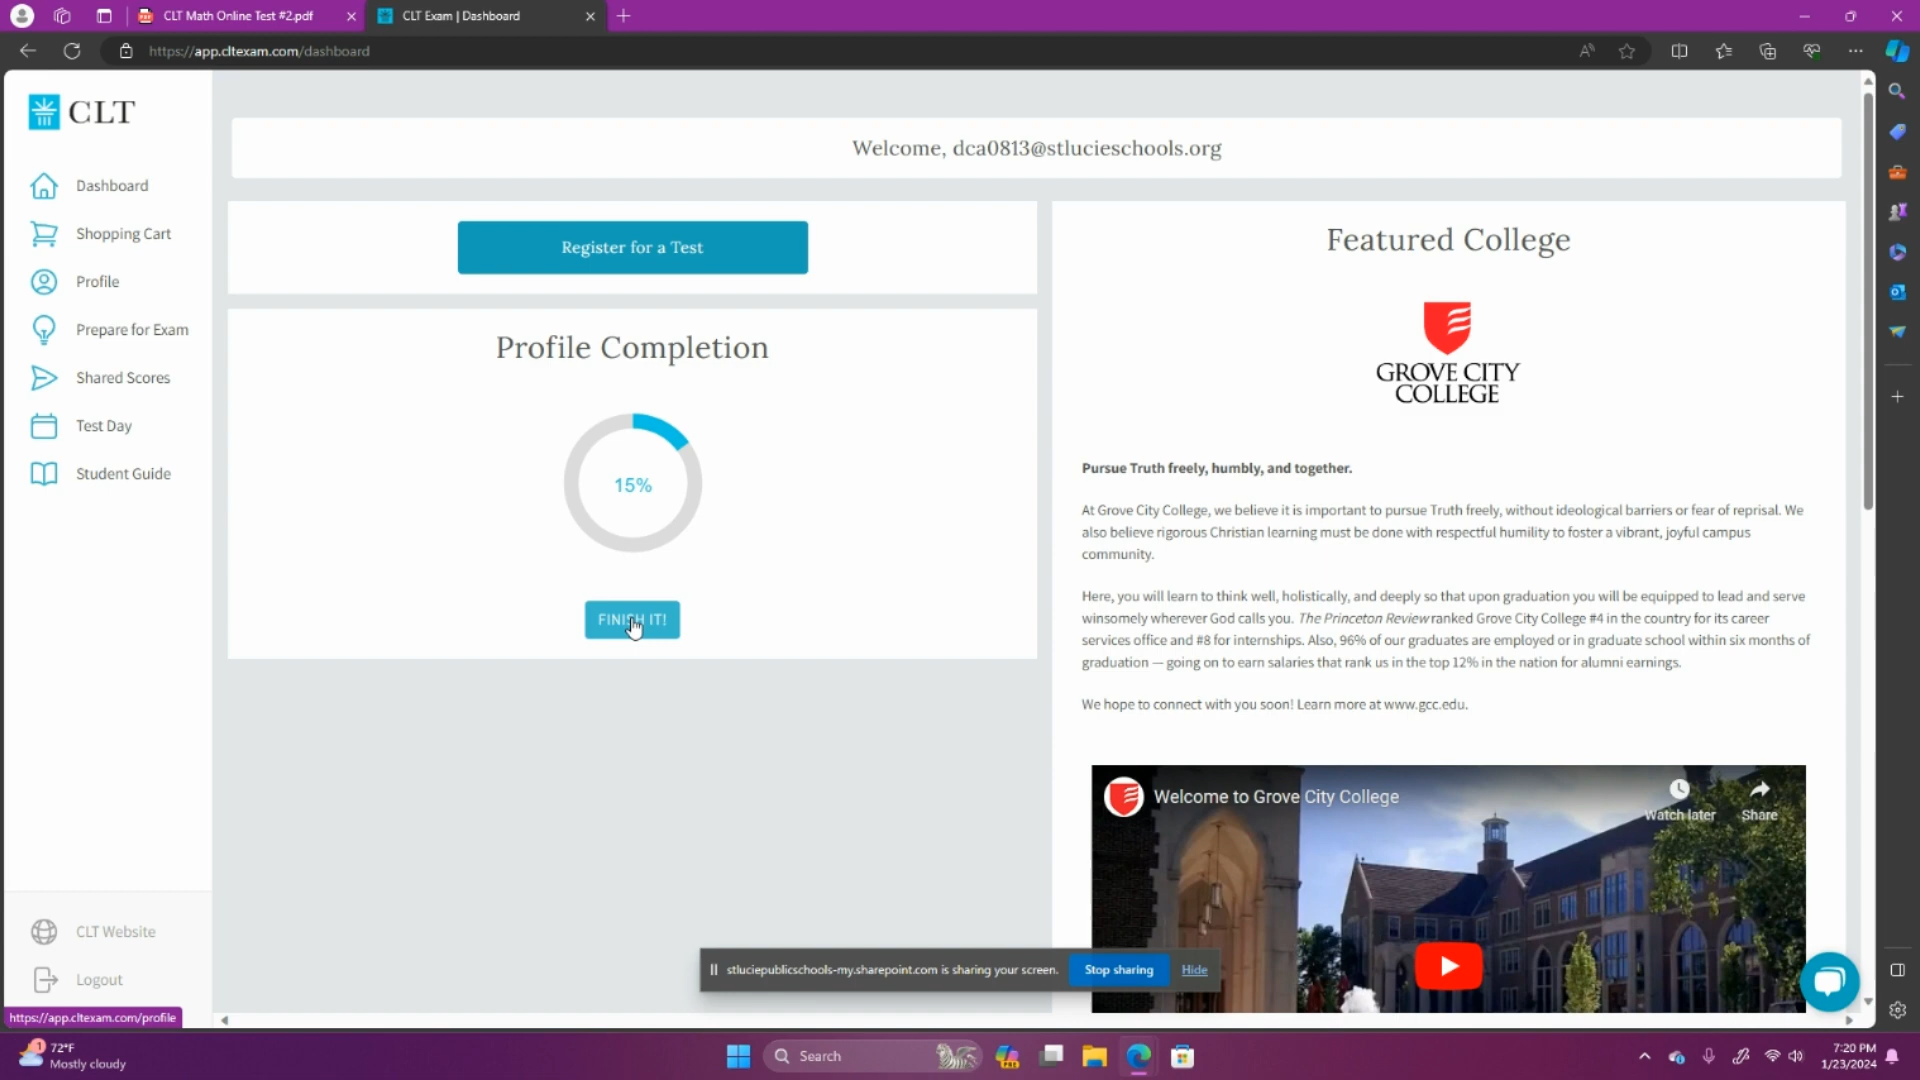 CLT Math Online Test #2.pdf
CLT Exam | Dashboard
https://app.cltexam.com/dashboard
CLT
Dashboard
Shopping Cart
Profile
Prepare for Exam
Shared Scores
Test Day
Student Guide
CLT Website
Logout
https://app.cltexam.com/profile
Welcome, dca0813@stlucieschools.org
Register for a Test
Profile Completion
15%
FINISH IT!
Featured College
GROVE CITY
COLLEGE
Pursue Truth freely, humbly, and together.
At Grove City College, we believe it is important to pursue Truth freely, without ideological barriers or fear of reprisal. We
also believe rigorous Christian learning must be done with respectful humility to foster a vibrant, joyful campus
community.
Here, you will learn to think well, holistically, and deeply so that upon graduation you will be equipped to lead and serve
winsomely wherever God calls you. The Princeton Review ranked Grove City College #4 in the country for its career
services office and #8 for internships. Also, 96% of our graduates are employed or in graduate school within six months of
graduation — going on to earn salaries that rank us in the top 12% in the nation for alumni earnings.
We hope to connect with you soon! Learn more at www.gcc.edu.
Welcome to Grove City College
Watch later
Share
stluciepublicschools-my.sharepoint.com is sharing your screen.
Stop sharing
Hide
1
72°F
Mostly cloudy
Search
PRE
7:20 PM
1/23/2024